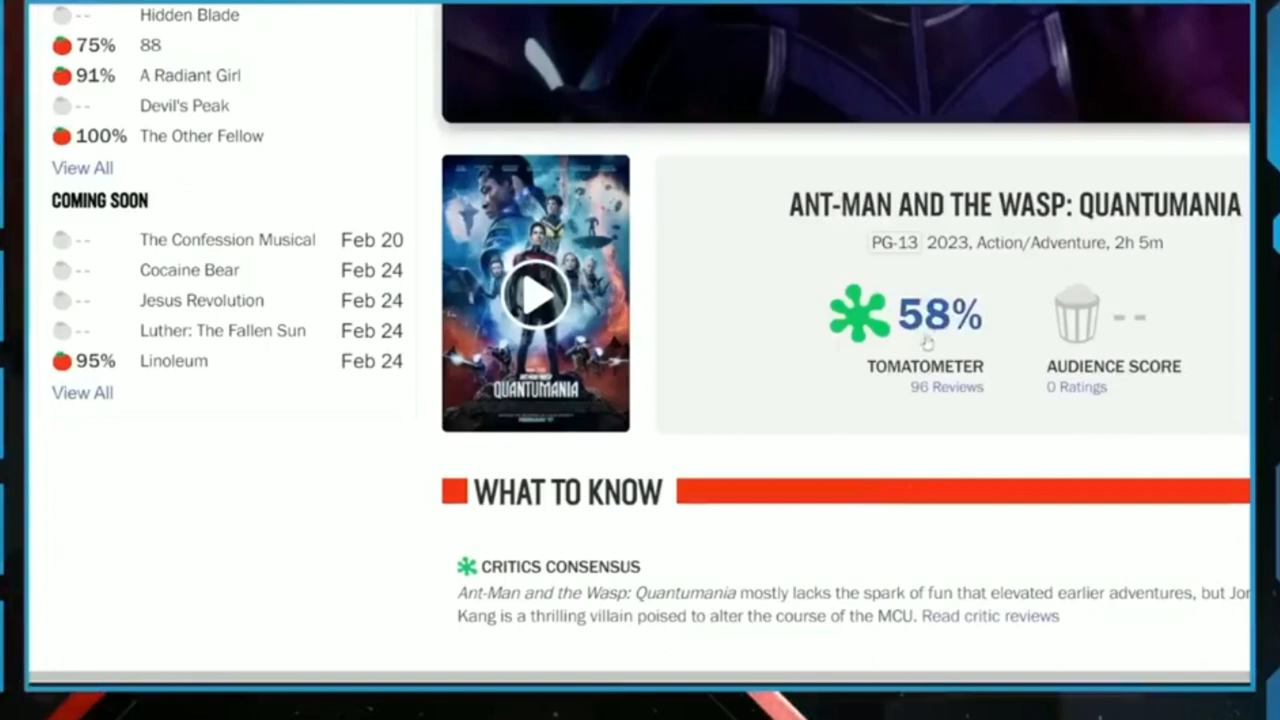 -- Hidden Blade
75% 88
91% A Radiant Girl
-- Devil's Peak
100% The Other Fellow
View All
COMING SOON
-- The Confession Musical Feb 20
-- Cocaine Bear Feb 24
-- Jesus Revolution Feb 24
-- Luther: The Fallen Sun Feb 24
95% Linoleum Feb 24
View All
QUANTUMANIA
ANT-MAN AND THE WASP: QUANTUMANIA
PG-13 2023, Action/Adventure, 2h 5m
58% --
TOMATOMETER AUDIENCE SCORE
96 Reviews 0 Ratings
WHAT TO KNOW
CRITICS CONSENSUS
Ant-Man and the Wasp: Quantumania mostly lacks the spark of fun that elevated earlier adventures, but
Kang is a thrilling villain poised to alter the course of the MCU. Read critic reviews